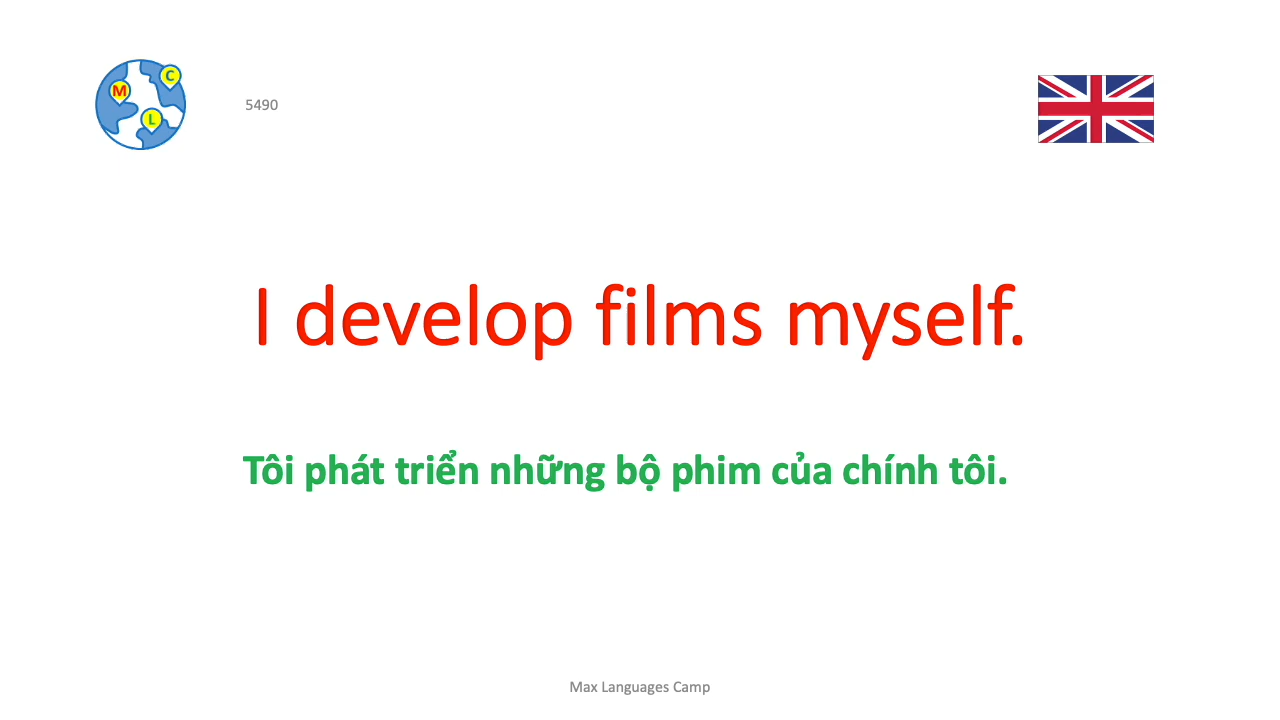 M
C
L
5490
I develop films myself.
Tôi phát triển những bộ phim của chính tôi.
Max Languages Camp